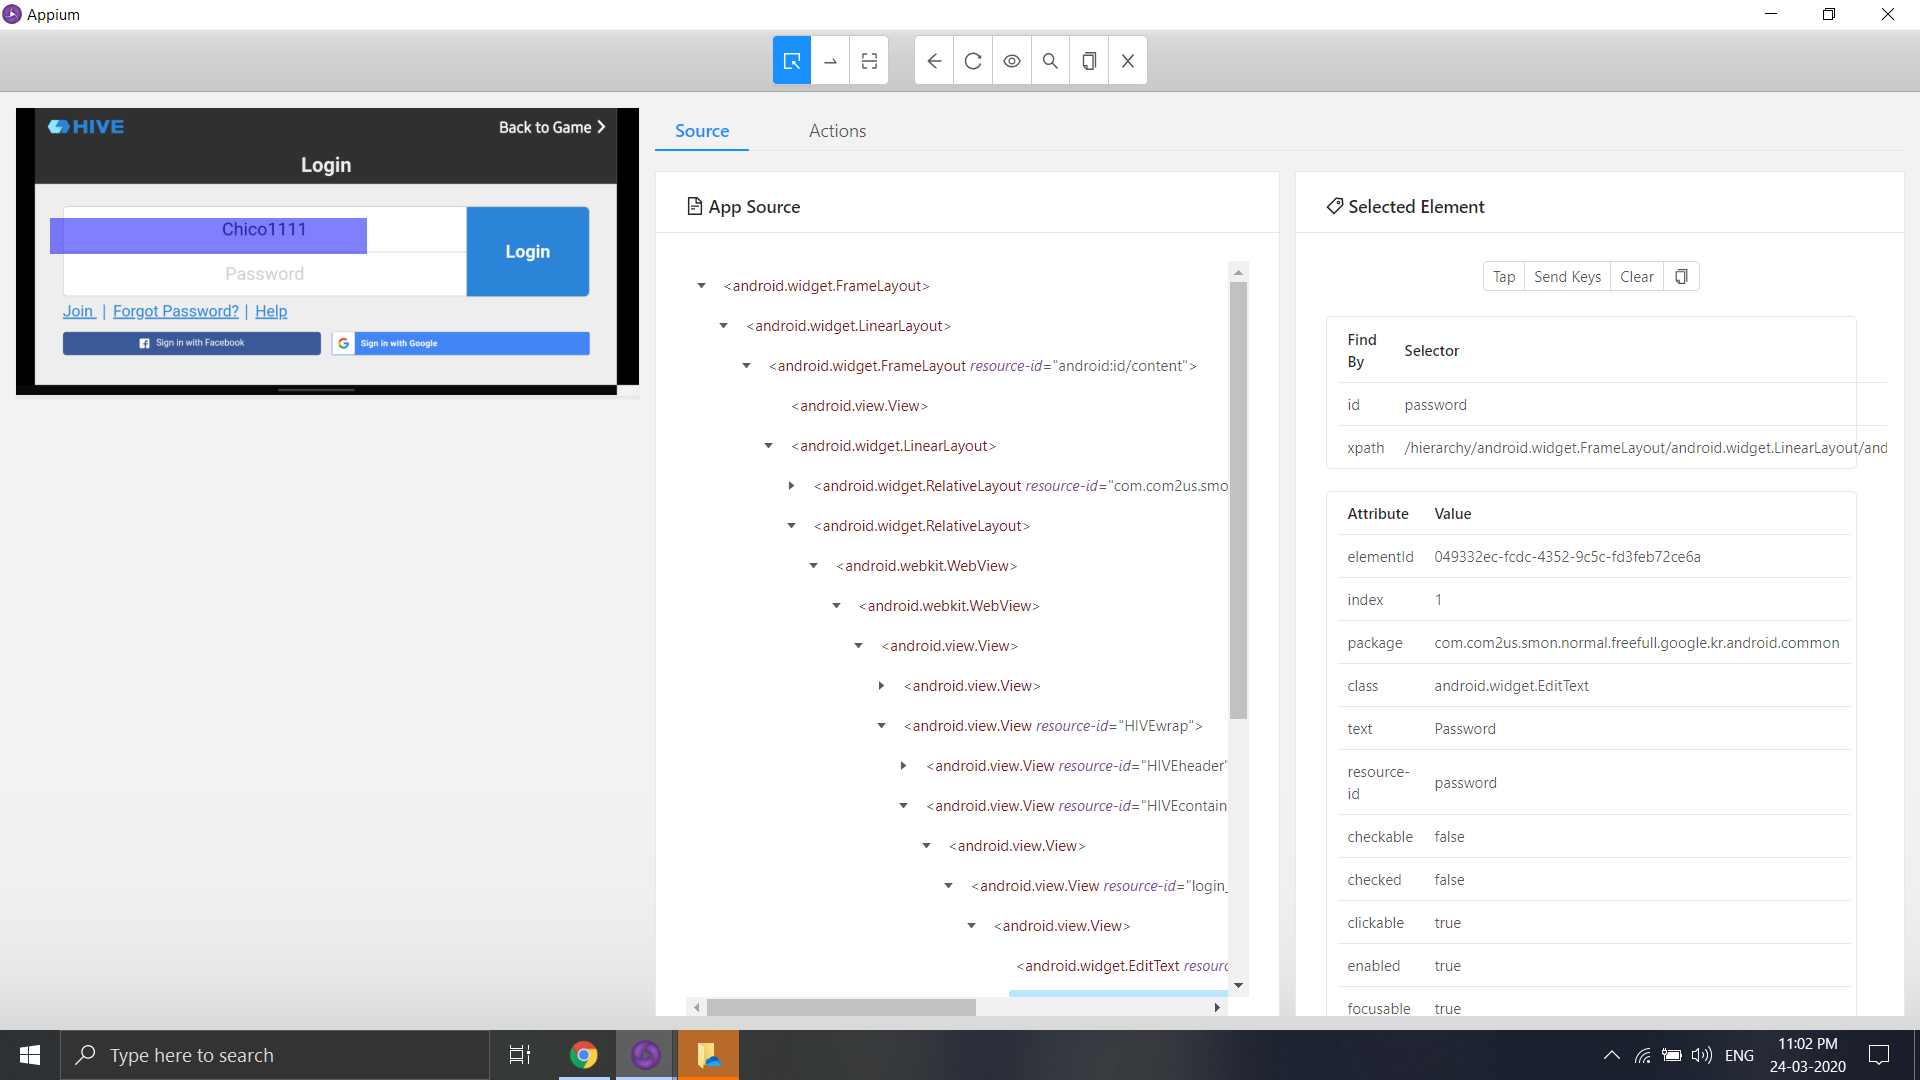 Appium
HIVE
Back to Game
Login
Chico1111
Password
Login
Join | Forgot Password? | Help
Sign in with Facebook
Sign in with Google
Source
Actions
App Source
<android.widget.FrameLayout>
<android.widget.LinearLayout>
<android.widget.FrameLayout resource-id="android:id/content">
<android.view.View>
<android.widget.LinearLayout>
<android.widget.RelativeLayout resource-id="com.com2us.smo
<android.widget.RelativeLayout>
<android.webkit.WebView>
<android.webkit.WebView>
<android.view.View>
<android.view.View>
<android.view.View resource-id="HIVEwrap">
<android.view.View resource-id="HIVEheader"
<android.view.View resource-id="HIVEcontain
<android.view.View>
<android.view.View resource-id="login_
<android.view.View>
<android.widget.EditText resourc
Selected Element
Tap
Send Keys
Clear
Find By
Selector
id
password
xpath
/hierarchy/android.widget.FrameLayout/android.widget.LinearLayout/and
Attribute
Value
elementId
049332ec-fcdc-4352-9c5c-fd3feb72ce6a
index
1
package
com.com2us.smon.normal.freefull.google.kr.android.common
class
android.widget.EditText
text
Password
resource-id
password
checkable
false
checked
false
clickable
true
enabled
true
focusable
true
Type here to search
ENG
11:02 PM
24-03-2020